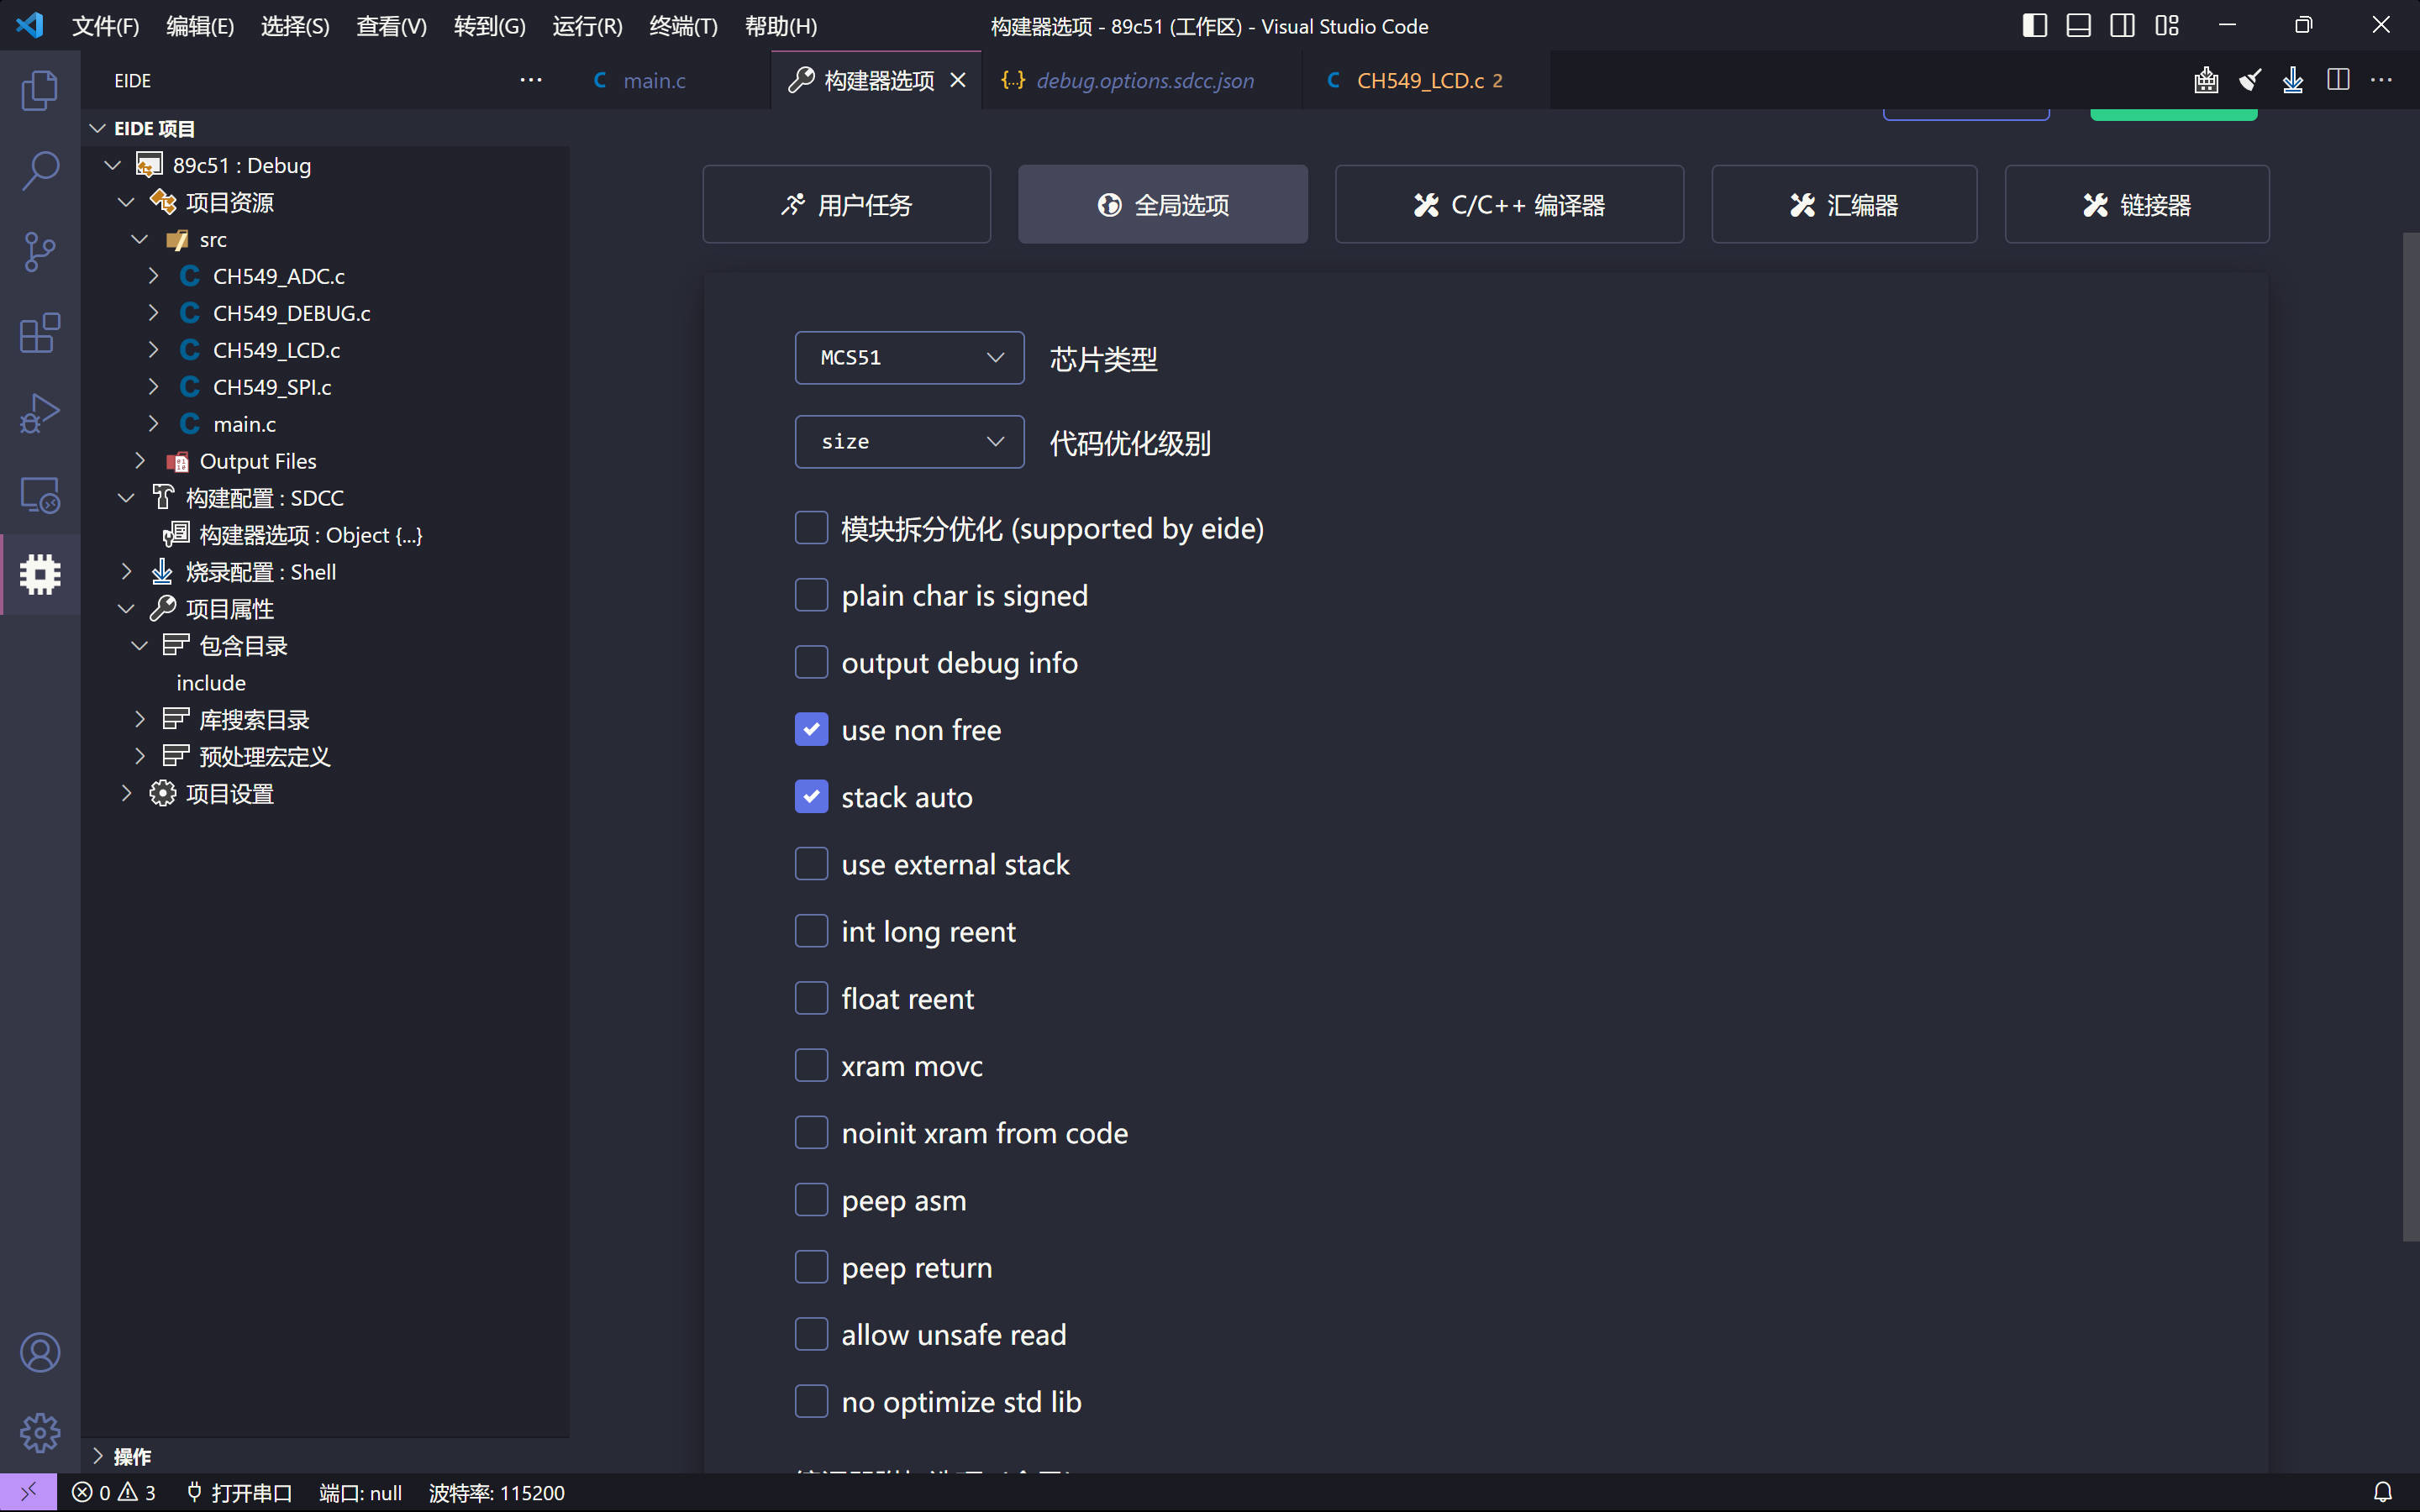 文件(F) 编辑(E) 选择(S) 查看(V) 转到(G) 运行(R) 终端(T) 帮助(H) 构建器选项 - 89c51 (工作区) - Visual Studio Code
EIDE
main.c 构建器选项 {..} debug.options.sdcc.json CH549_LCD.c 2
EIDE 项目
89c51 : Debug
项目资源
src
CH549_ADC.c
CH549_DEBUG.c
CH549_LCD.c
CH549_SPI.c
main.c
Output Files
构建配置 : SDCC
构建器选项 : Object {...}
烧录配置 : Shell
项目属性
包含目录
include
库搜索目录
预处理宏定义
项目设置
操作
用户任务 全局选项 C/C++ 编译器 汇编器 链接器
MCS51 芯片类型
size 代码优化级别
模块拆分优化 (supported by eide)
plain char is signed
output debug info
use non free
stack auto
use external stack
int long reent
float reent
xram movc
noinit xram from code
peep asm
peep return
allow unsafe read
no optimize std lib
0 3 打开串口 端口: null 波特率: 115200